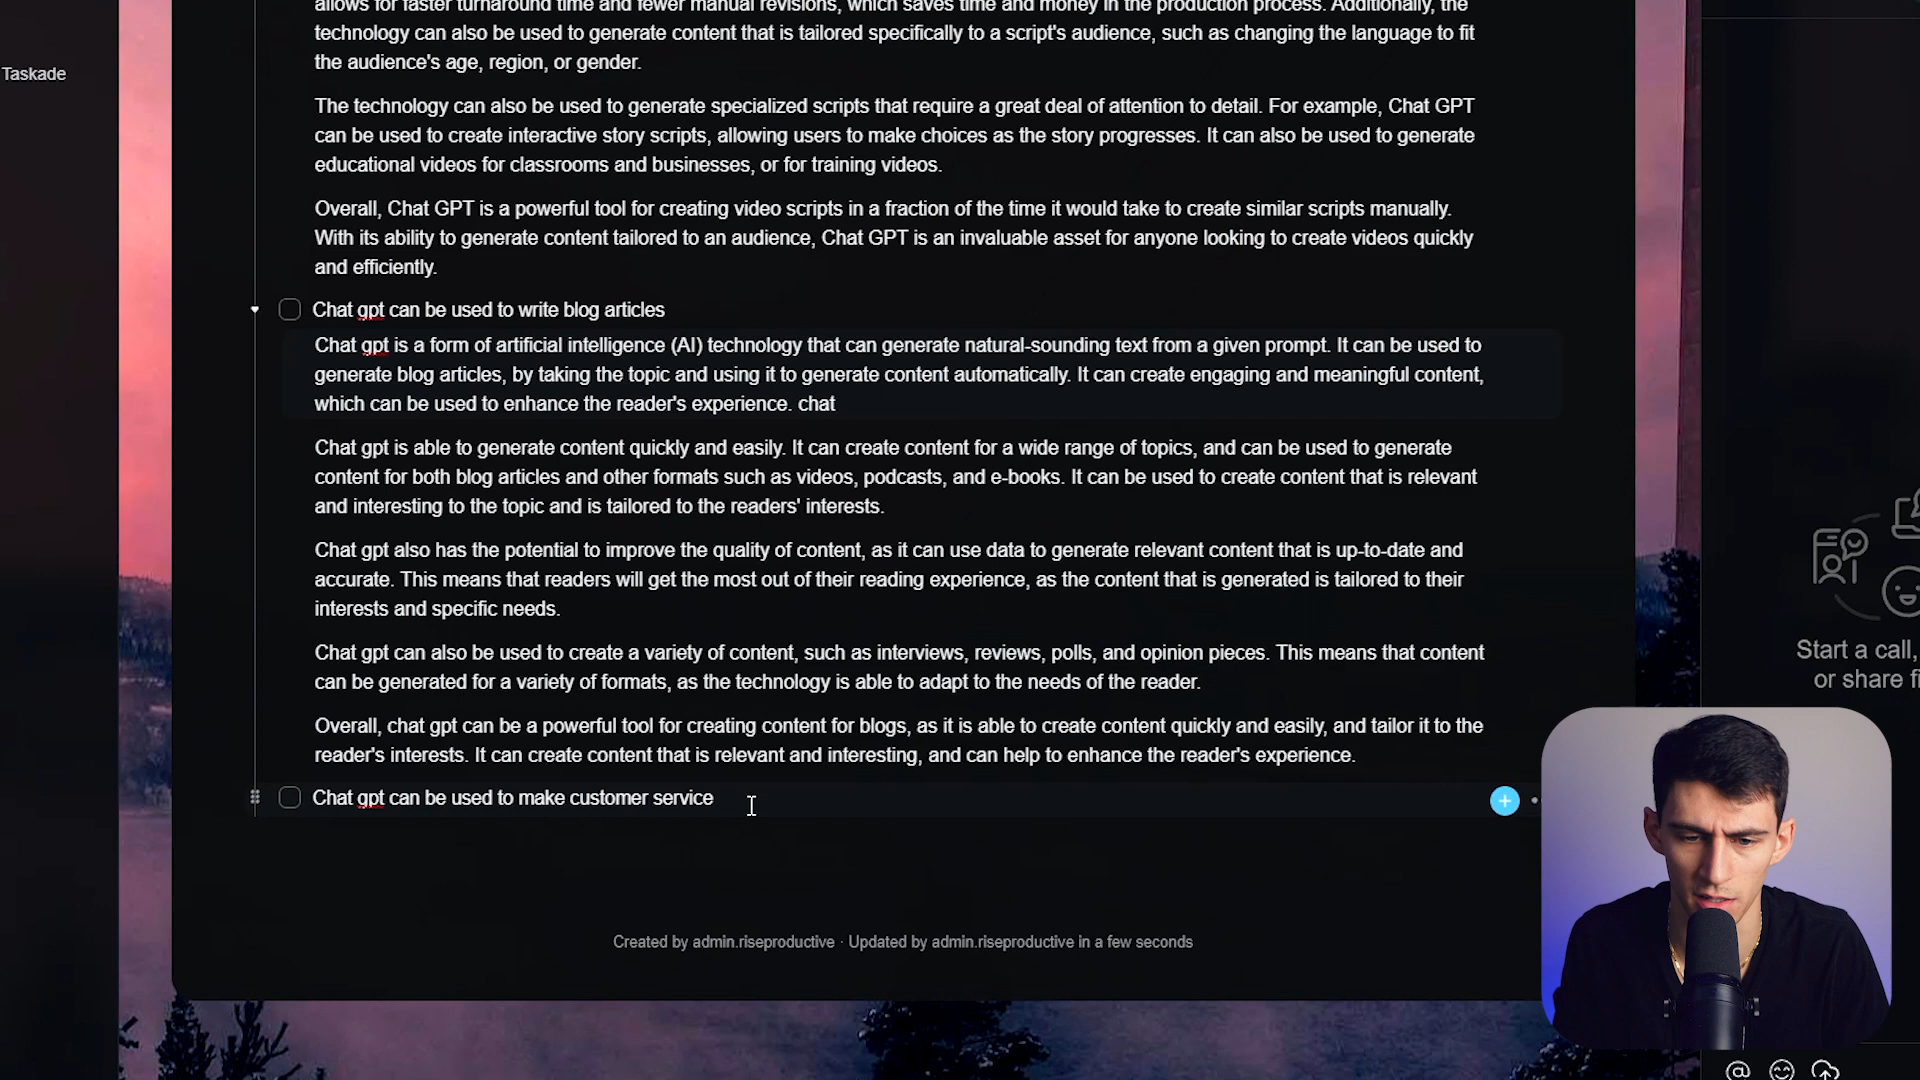 allows for faster turnaround time and fewer manual revisions, which saves time and money in the production process. Additionally, the
technology can also be used to generate content that is tailored specifically to a script's audience, such as changing the language to fit
the audience's age, region, or gender.
Taskade
The technology can also be used to generate specialized scripts that require a great deal of attention to detail. For example, Chat GPT
can be used to create interactive story scripts, allowing users to make choices as the story progresses. It can also be used to generate
educational videos for classrooms and businesses, or for training videos.
Overall, Chat GPT is a powerful tool for creating video scripts in a fraction of the time it would take to create similar scripts manually.
With its ability to generate content tailored to an audience, Chat GPT is an invaluable asset for anyone looking to create videos quickly
and efficiently.
Chat gpt can be used to write blog articles
Chat gpt is a form of artificial intelligence (AI) technology that can generate natural-sounding text from a given prompt. It can be used to
generate blog articles, by taking the topic and using it to generate content automatically. It can create engaging and meaningful content,
which can be used to enhance the reader's experience. chat
Chat gpt is able to generate content quickly and easily. It can create content for a wide range of topics, and can be used to generate
content for both blog articles and other formats such as videos, podcasts, and e-books. It can be used to create content that is relevant
and interesting to the topic and is tailored to the readers' interests.
Chat gpt also has the potential to improve the quality of content, as it can use data to generate relevant content that is up-to-date and
accurate. This means that readers will get the most out of their reading experience, as the content that is generated is tailored to their
interests and specific needs.
Chat gpt can also be used to create a variety of content, such as interviews, reviews, polls, and opinion pieces. This means that content
can be generated for a variety of formats, as the technology is able to adapt to the needs of the reader.
Overall, chat gpt can be a powerful tool for creating content for blogs, as it is able to create content quickly and easily, and tailor it to the
reader's interests. It can create content that is relevant and interesting, and can help to enhance the reader's experience.
Chat gpt can be used to make customer service
Created by admin.riseproductive · Updated by admin.riseproductive in a few seconds
Start a call,
or share fi